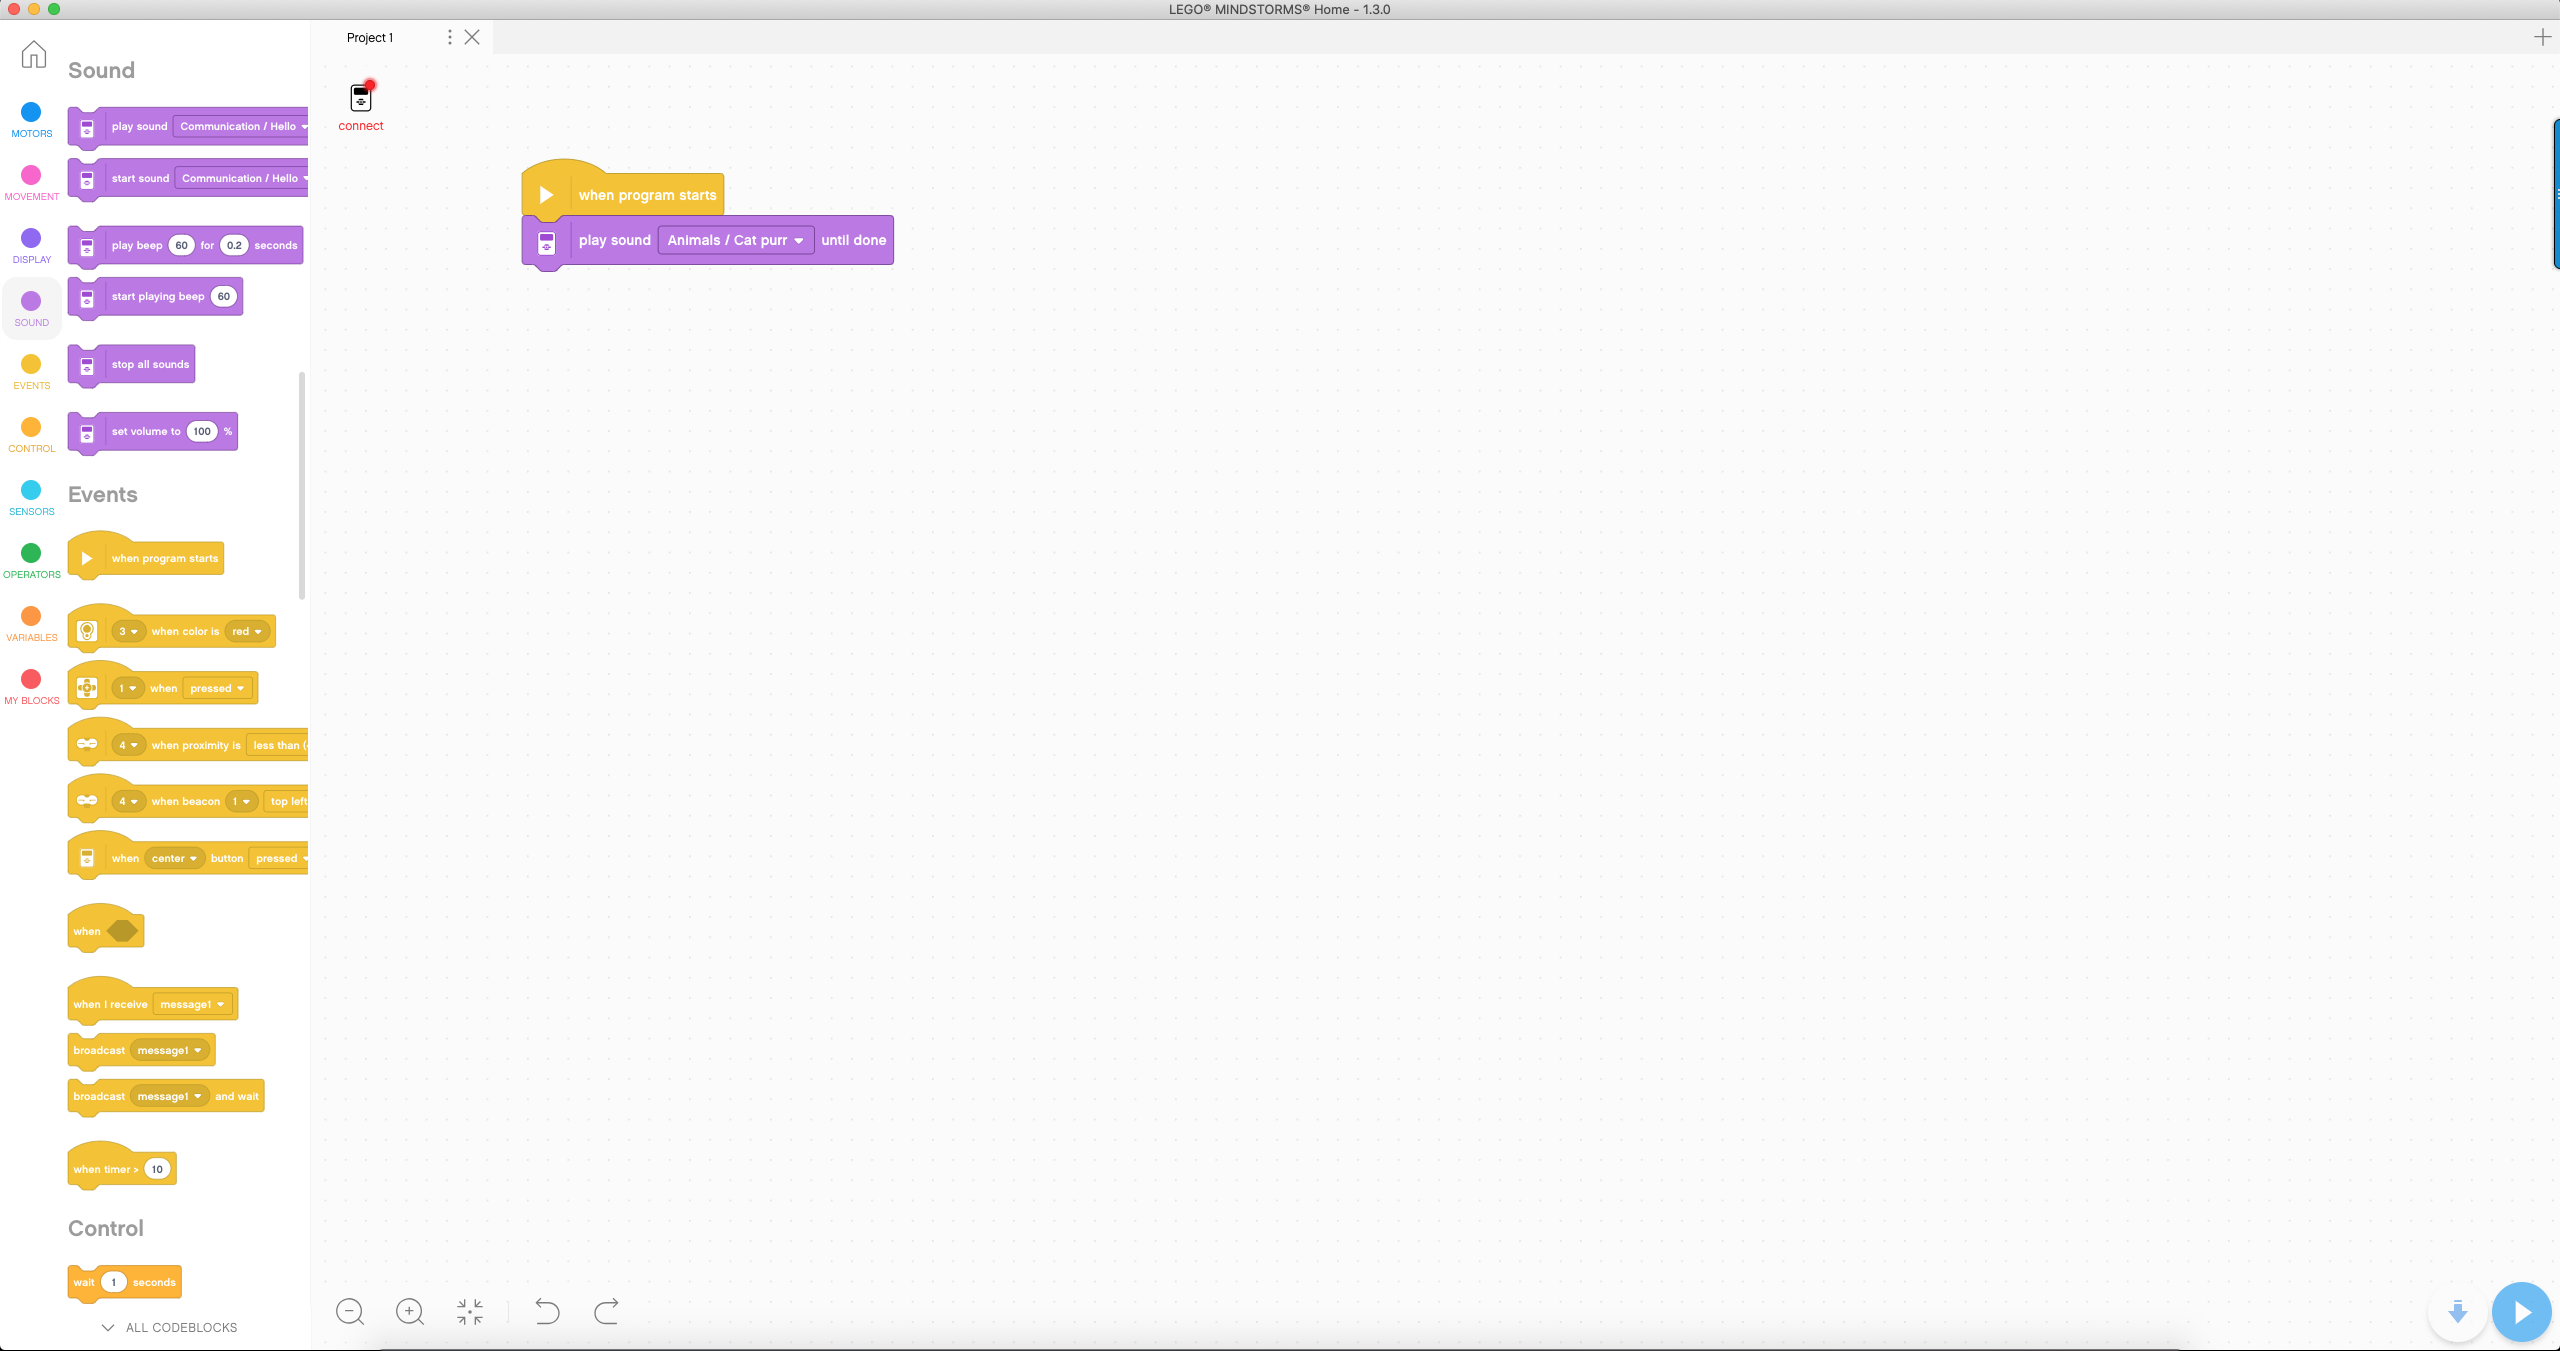 LEGO® MINDSTORMS® Home - 1.3.0
Project 1
connect
MOTORS
MOVEMENT
DISPLAY
SOUND
EVENTS
CONTROL
SENSORS
OPERATORS
VARIABLES
MY BLOCKS
Sound
play sound Communication / Hello
start sound Communication / Hello
play beep 60 for 0.2 seconds
start playing beep 60
stop all sounds
set volume to 100 %
Events
when program starts
3 when color is red
1 when pressed
4 when proximity is less than (
4 when beacon 1 top left
when center button pressed
when
when I receive message1
broadcast message1
broadcast message1 and wait
when timer > 10
Control
wait 1 seconds
ALL CODEBLOCKS
when program starts
play sound Animals / Cat purr until done